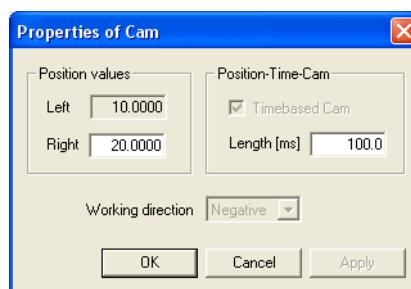 Properties of Cam
Position values
Left 10.0000
Right 20.0000
Position-Time-Cam
Timebased Cam
Length [ms] 100.0
Working direction Negative
OK Cancel Apply